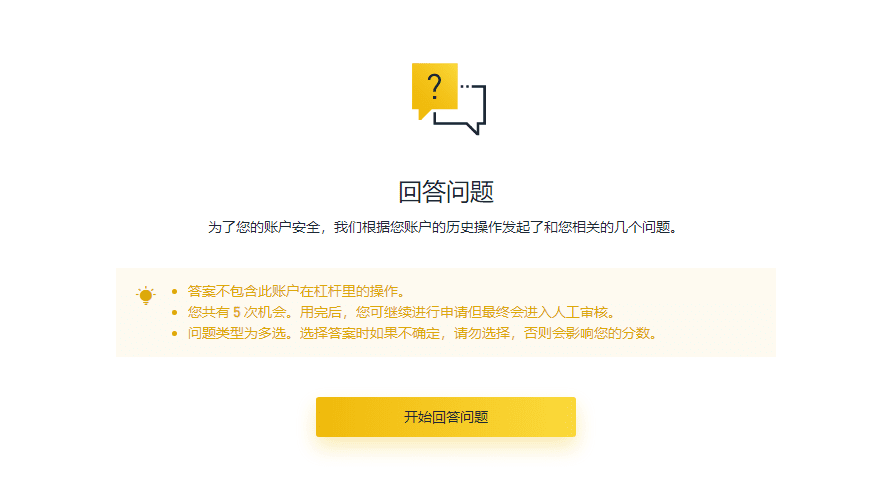 ?
回答问题
为了您的账户安全，我们根据您账户的历史操作发起了和您相关的几个问题。
答案不包含此账户在杠杆里的操作。
您共有 5 次机会。用完后，您可继续进行申请但最终会进入人工审核。
问题类型为多选。选择答案时如果不确定，请勿选择，否则会影响您的分数。
开始回答问题